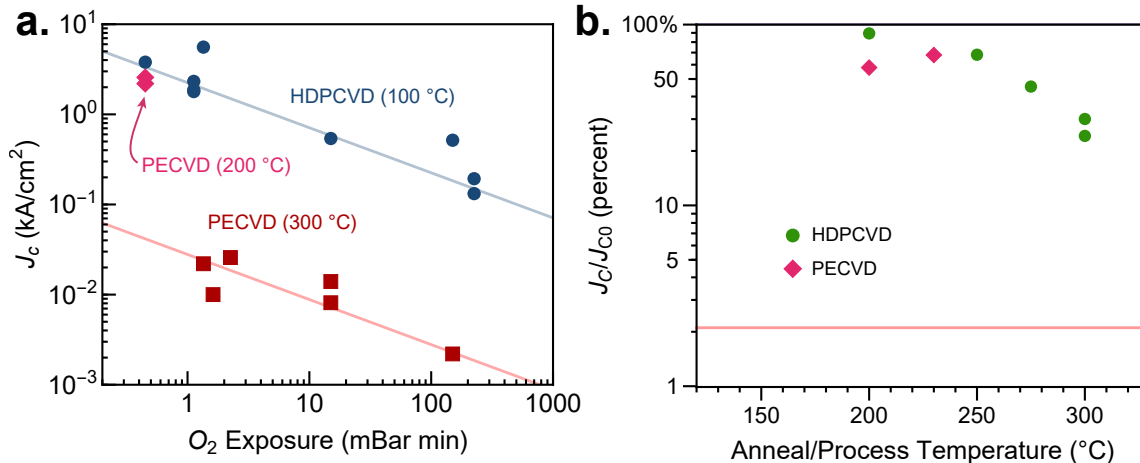 a.
10^1
10^0
10^−1
10^−2
10^−3
J_c (kA/cm^2)
HDPCVD (100 °C)
PECVD (200 °C)
PECVD (300 °C)
1
10
100
1000
O_2 Exposure (mBar min)
b.
100%
50
10
5
1
J_C/J_C0 (percent)
HDPCVD
PECVD
150
200
250
300
Anneal/Process Temperature (°C)